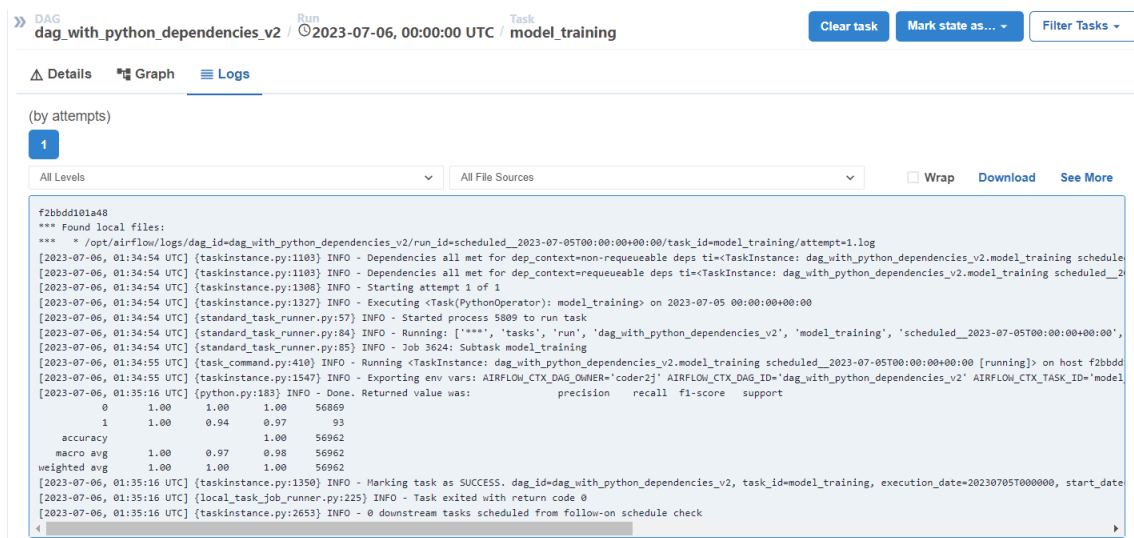 DAG
dag_with_python_dependencies_v2 /
Run
2023-07-06, 00:00:00 UTC /
Task
model_training
Clear task
Mark state as...
Filter Tasks
Details
Graph
Logs
(by attempts)
1
All Levels
All File Sources
Wrap
Download
See More
f2bbdd101a48
*** Found local files:
***   * /opt/airflow/logs/dag_id=dag_with_python_dependencies_v2/run_id=scheduled__2023-07-05T00:00:00+00:00/task_id=model_training/attempt=1.log
[2023-07-06, 01:34:54 UTC] {taskinstance.py:1103} INFO - Dependencies all met for dep_context=non-requeueable deps ti=<TaskInstance: dag_with_python_dependencies_v2.model_training schedule
[2023-07-06, 01:34:54 UTC] {taskinstance.py:1103} INFO - Dependencies all met for dep_context=requeueable deps ti=<TaskInstance: dag_with_python_dependencies_v2.model_training scheduled__2
[2023-07-06, 01:34:54 UTC] {taskinstance.py:1308} INFO - Starting attempt 1 of 1
[2023-07-06, 01:34:54 UTC] {taskinstance.py:1327} INFO - Executing <Task(PythonOperator): model_training> on 2023-07-05 00:00:00+00:00
[2023-07-06, 01:34:54 UTC] {standard_task_runner.py:57} INFO - Started process 5809 to run task
[2023-07-06, 01:34:54 UTC] {standard_task_runner.py:84} INFO - Running: ['***', 'tasks', 'run', 'dag_with_python_dependencies_v2', 'model_training', 'scheduled__2023-07-05T00:00:00+00:00',
[2023-07-06, 01:34:54 UTC] {standard_task_runner.py:85} INFO - Job 3624: Subtask model_training
[2023-07-06, 01:34:55 UTC] {task_command.py:410} INFO - Running <TaskInstance: dag_with_python_dependencies_v2.model_training scheduled__2023-07-05T00:00:00+00:00 [running]> on host f2bbdd
[2023-07-06, 01:34:55 UTC] {taskinstance.py:1547} INFO - Exporting env vars: AIRFLOW_CTX_DAG_OWNER='coder2j' AIRFLOW_CTX_DAG_ID='dag_with_python_dependencies_v2' AIRFLOW_CTX_TASK_ID='model_
[2023-07-06, 01:35:16 UTC] {python.py:183} INFO - Done. Returned value was:               precision    recall  f1-score   support
0       1.00      1.00      1.00     56869
1       1.00      0.94      0.97        93
accuracy                           1.00     56962
macro avg       1.00      0.97      0.98     56962
weighted avg       1.00      1.00      1.00     56962
[2023-07-06, 01:35:16 UTC] {taskinstance.py:1350} INFO - Marking task as SUCCESS. dag_id=dag_with_python_dependencies_v2, task_id=model_training, execution_date=20230705T000000, start_date
[2023-07-06, 01:35:16 UTC] {local_task_job_runner.py:225} INFO - Task exited with return code 0
[2023-07-06, 01:35:16 UTC] {taskinstance.py:2653} INFO - 0 downstream tasks scheduled from follow-on schedule check